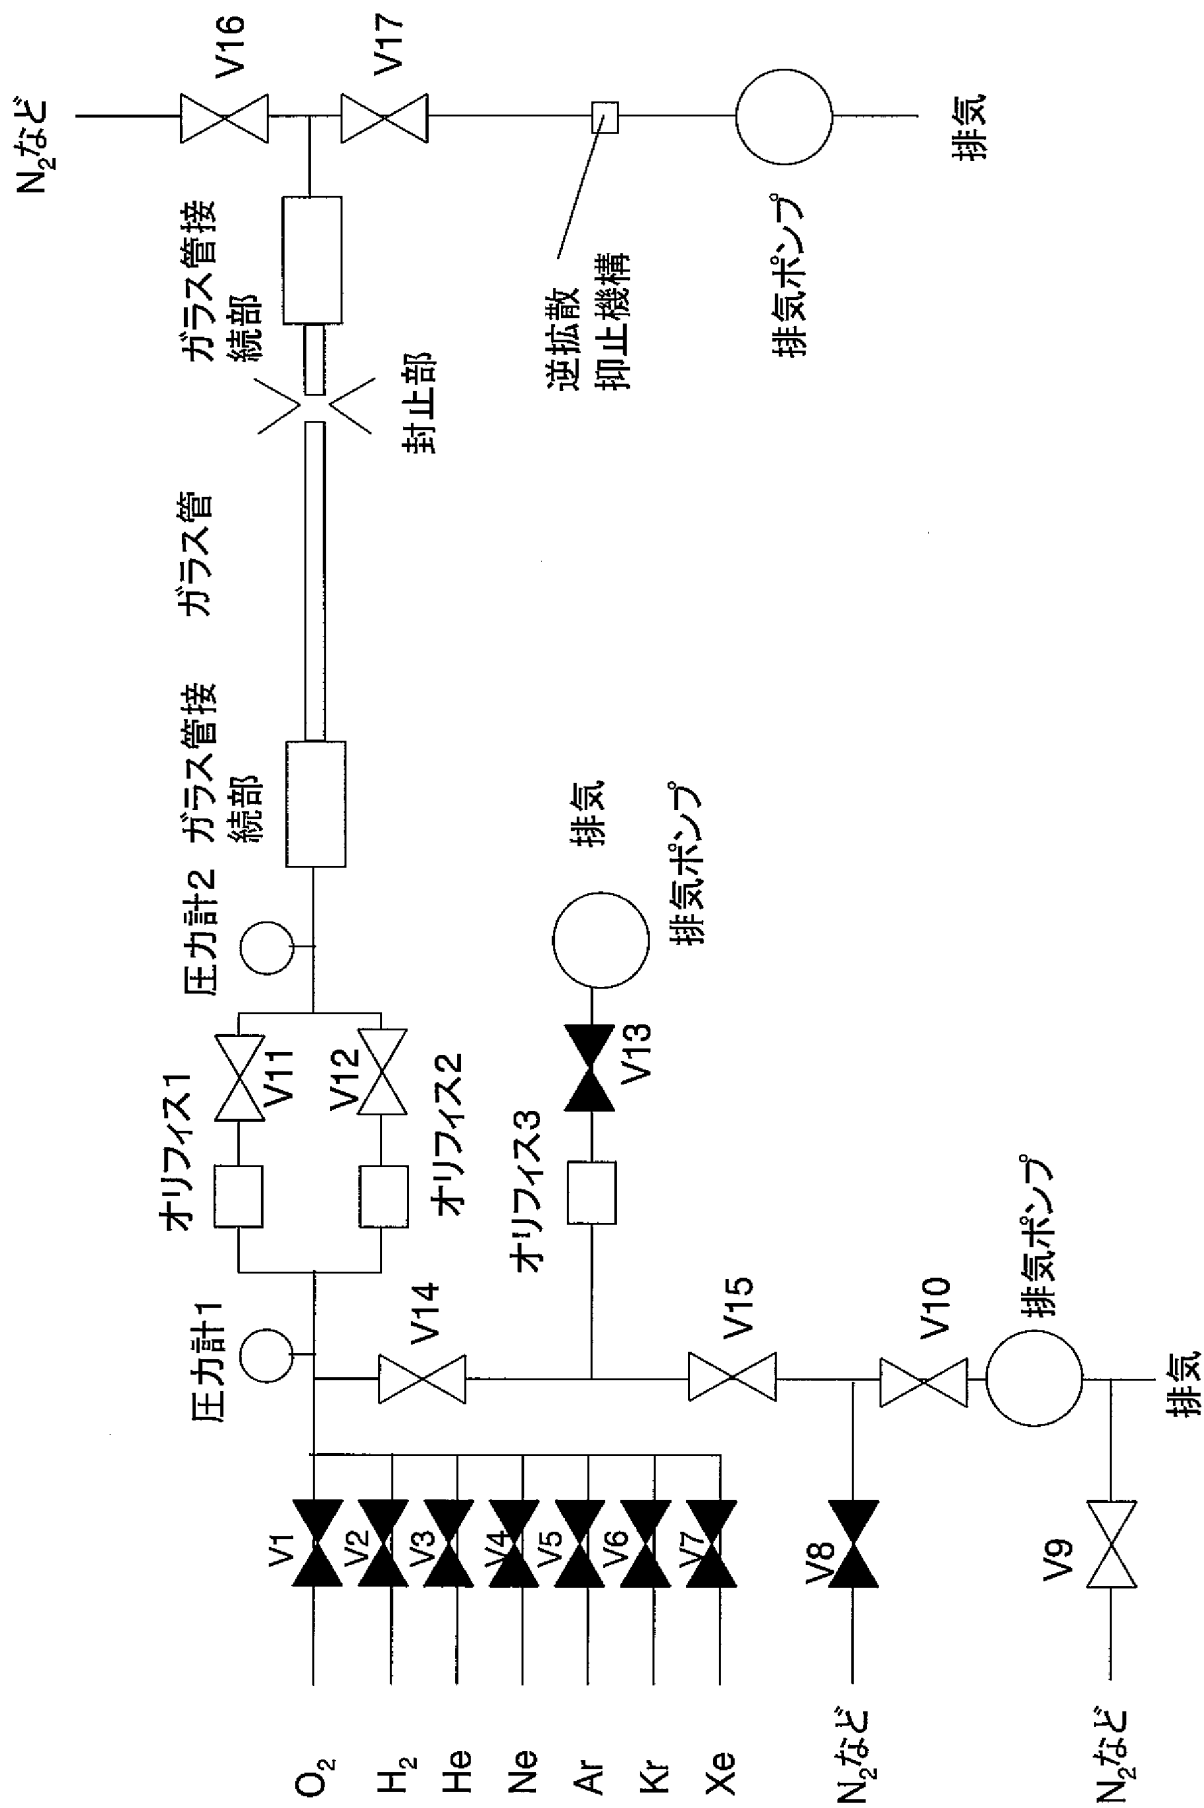 O₂
H₂
He
Ne
Ar
Kr
Xe
N₂など
N₂など
V1
V2
V3
V4
V5
V6
V7
V8
V9
圧力計1
V14
V15
V10
排気ポンプ
排気
オリフィス1
オリフィス2
オリフィス3
V11
V12
V13
圧力計2
排気
排気ポンプ
ガラス管接
続部
ガラス管
封止部
ガラス管接
続部
逆拡散
抑止機構
N₂など
V16
V17
排気ポンプ
排気